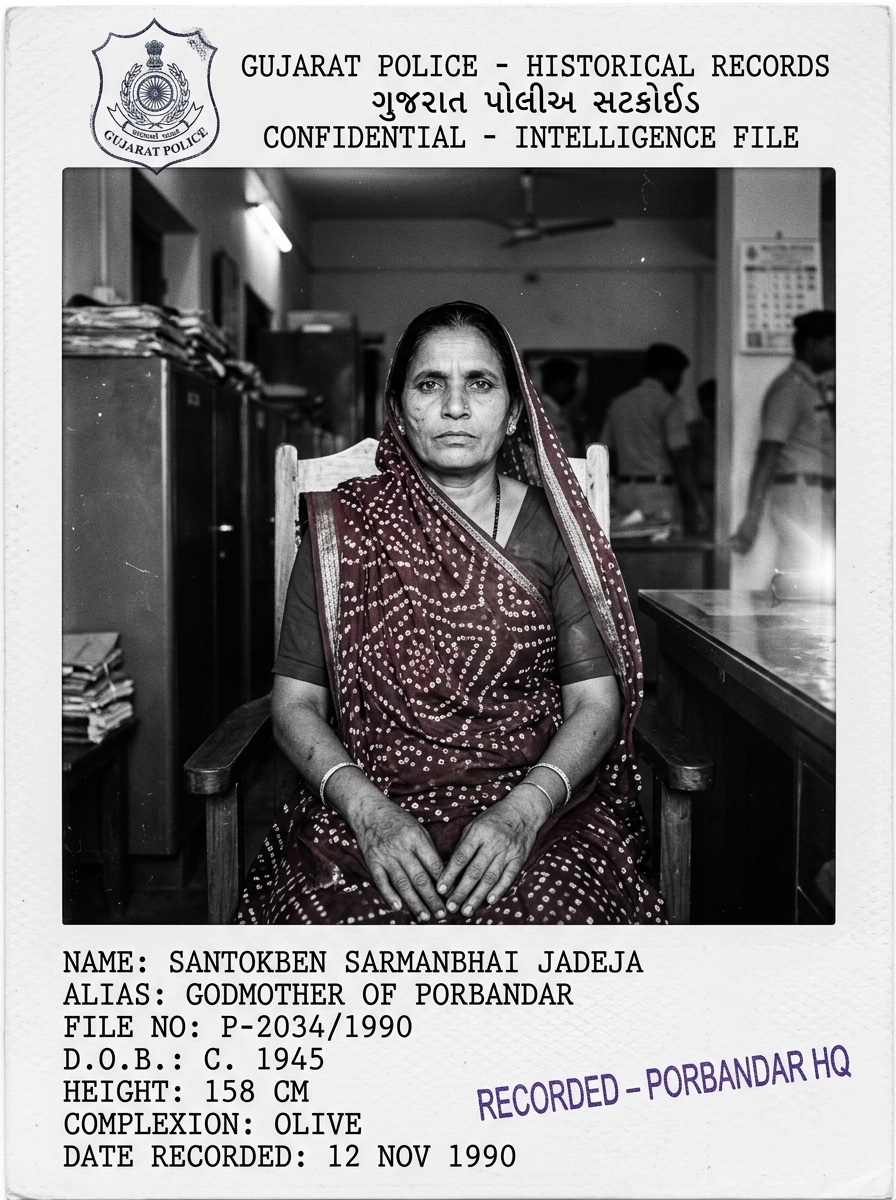 GUJARAT POLICE
GUJARAT POLICE - HISTORICAL RECORDS
ગુજરાત પોલીઅ સટકોઈડ
CONFIDENTIAL - INTELLIGENCE FILE
NAME: SANTOKBEN SARMANBHAI JADEJA
ALIAS: GODMOTHER OF PORBANDAR
FILE NO: P-2034/1990
D.O.B.: C. 1945
HEIGHT: 158 CM
COMPLEXION: OLIVE
DATE RECORDED: 12 NOV 1990
RECORDED – PORBANDAR HQ